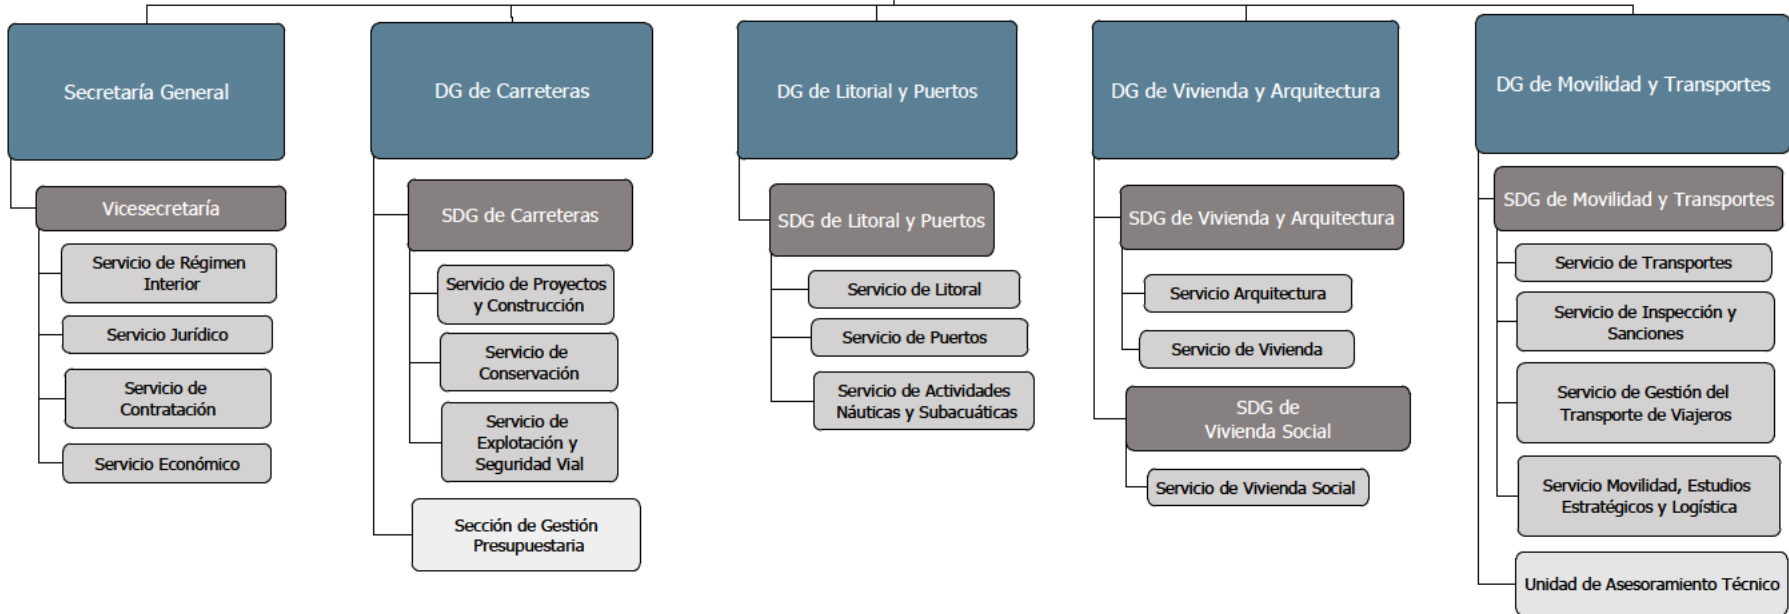 Secretaría General
Vicesecretaría
Servicio de Régimen
Interior
Servicio Jurídico
Servicio de
Contratación
Servicio Económico
DG de Carreteras
SDG de Carreteras
Servicio de Proyectos
y Construcción
Servicio de
Conservación
Servicio de
Explotación y
Seguridad Vial
Sección de Gestión
Presupuestaria
DG de Litorial y Puertos
SDG de Litoral y Puertos
Servicio de Litoral
Servicio de Puertos
Servicio de Actividades
Náuticas y Subacuáticas
DG de Vivienda y Arquitectura
SDG de Vivienda y Arquitectura
Servicio Arquitectura
Servicio de Vivienda
SDG de
Vivienda Social
Servicio de Vivienda Social
DG de Movilidad y Transportes
SDG de Movilidad y Transportes
Servicio de Transportes
Servicio de Inspección y
Sanciones
Servicio de Gestión del
Transporte de Viajeros
Servicio Movilidad, Estudios
Estratégicos y Logística
Unidad de Asesoramiento Técnico